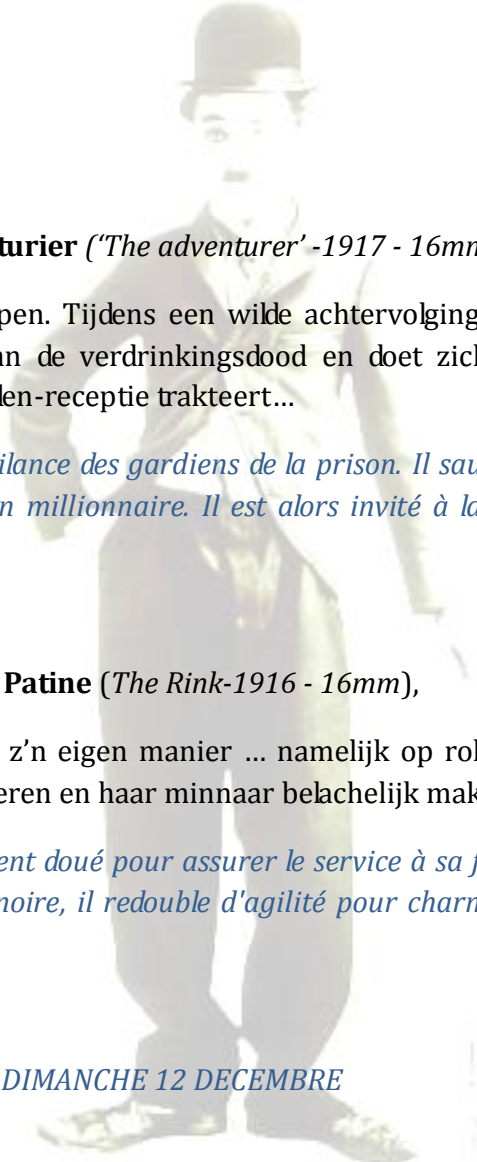 turier (‘The adventurer’ -1917 - 16mm
pen. Tijdens een wilde achtervolging
an de verdrinkingsdood en doet zich
den-receptie trakteert…
ilance des gardiens de la prison. Il sau
n millionnaire. Il est alors invité à la
Patine (The Rink-1916 - 16mm),
z’n eigen manier … namelijk op rol
eren en haar minnaar belachelijk mak
ent doué pour assurer le service à sa f
noire, il redouble d'agilité pour charm
DIMANCHE 12 DECEMBRE